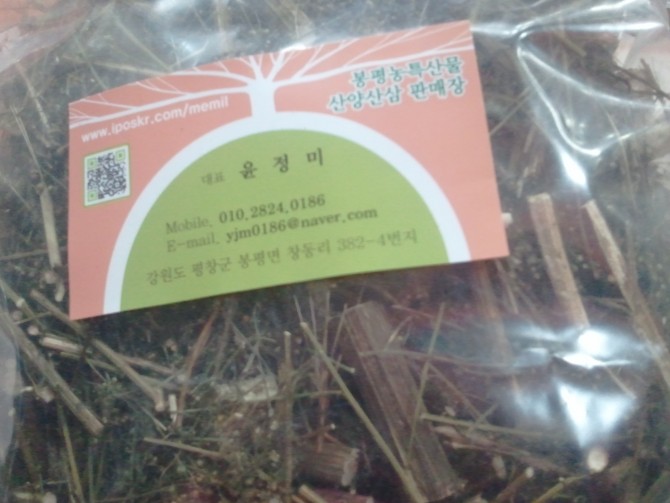 봉평농특산물
산양산삼 판매장
www.iposkr.com/memil
대표 윤정미
Mobile. 010.2824.0186
E-mail. yjm0186@naver.com
강원도 평창군 봉평면 창동리 382-4번지